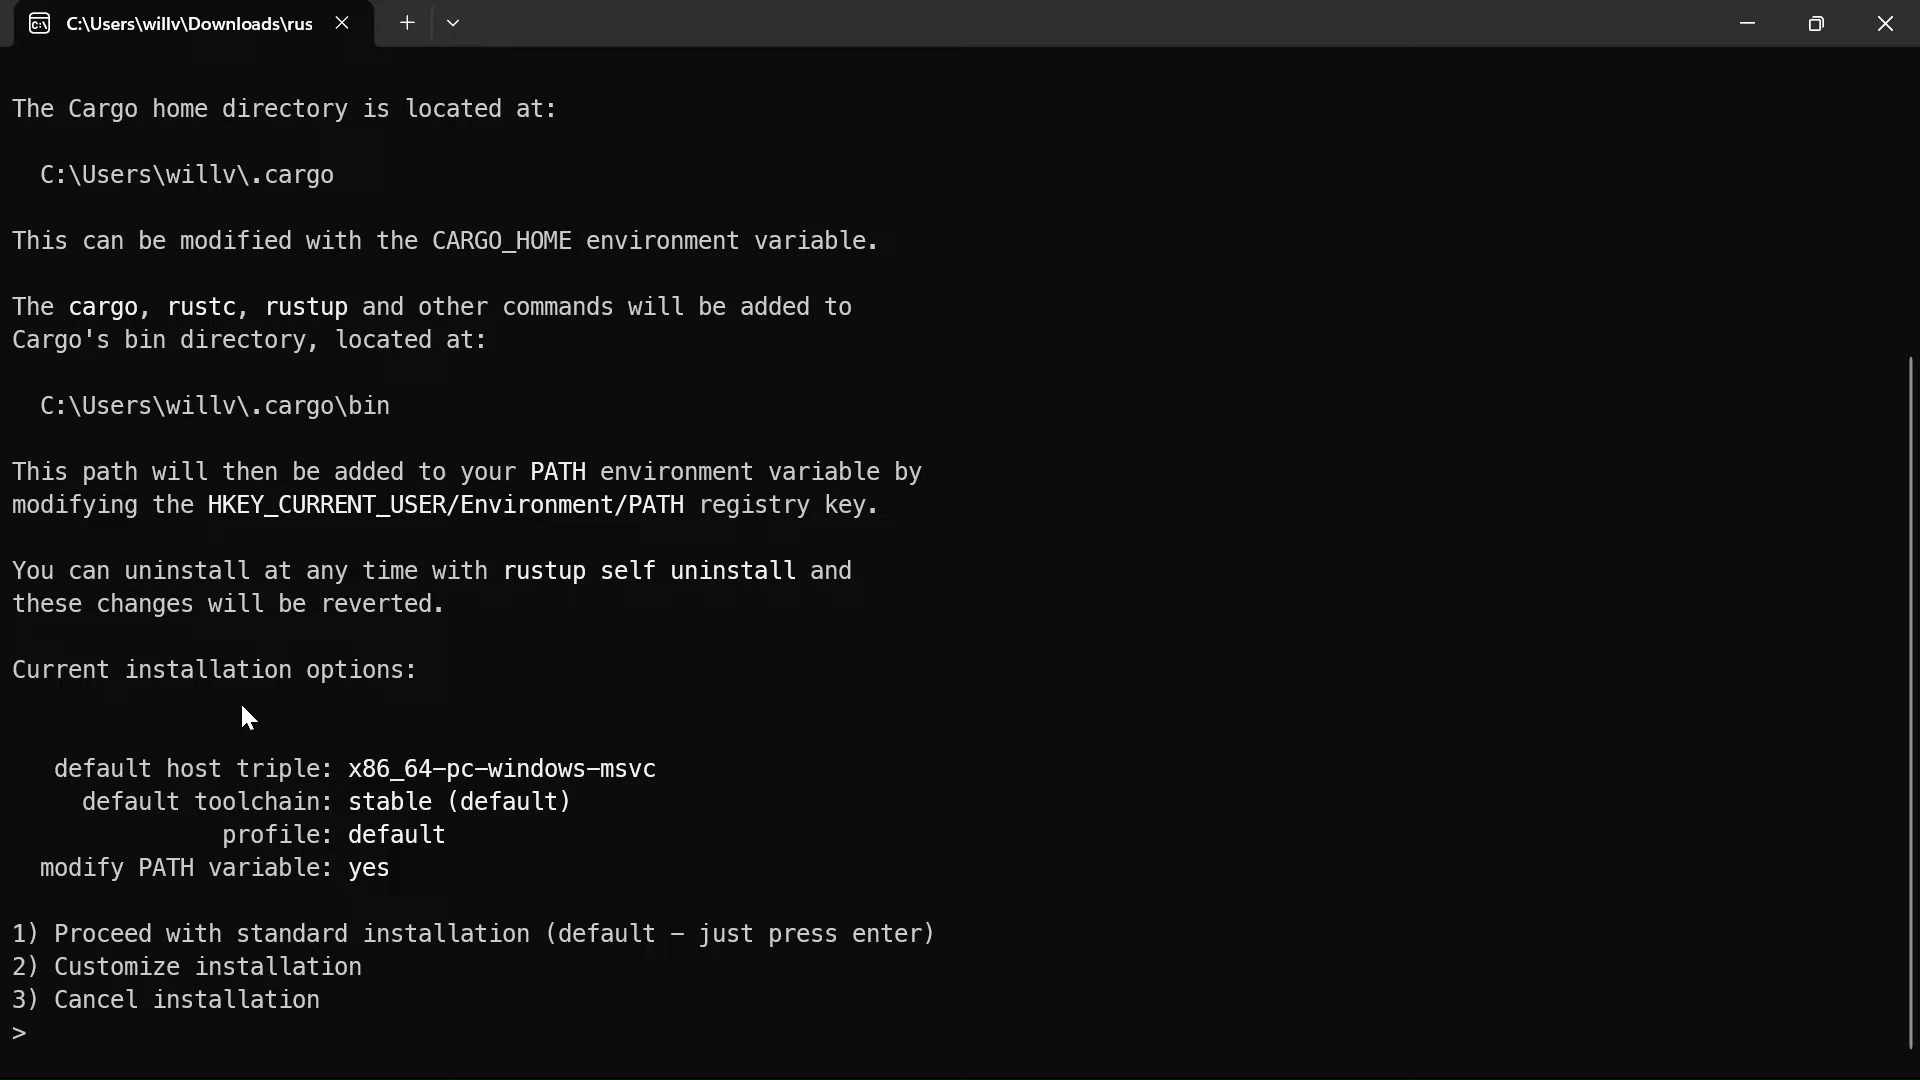 C:\Users\willv\Downloads\rus
The Cargo home directory is located at:
C:\Users\willv\.cargo
This can be modified with the CARGO_HOME environment variable.
The cargo, rustc, rustup and other commands will be added to
Cargo's bin directory, located at:
C:\Users\willv\.cargo\bin
This path will then be added to your PATH environment variable by
modifying the HKEY_CURRENT_USER/Environment/PATH registry key.
You can uninstall at any time with rustup self uninstall and
these changes will be reverted.
Current installation options:
default host triple: x86_64-pc-windows-msvc
default toolchain: stable (default)
profile: default
modify PATH variable: yes
1) Proceed with standard installation (default - just press enter)
2) Customize installation
3) Cancel installation
>